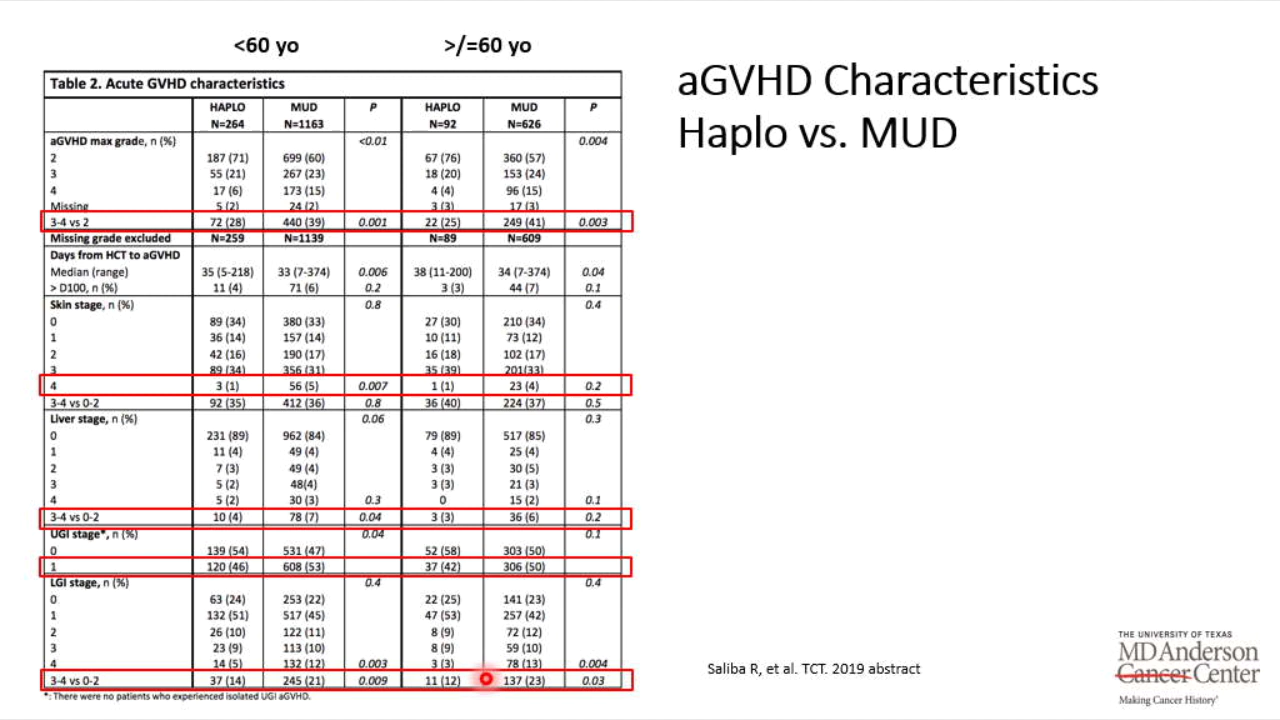 <60 yo >/=60 yo
aGVHD Characteristics
Haplo vs. MUD
Table 2. Acute GVHD characteristics
HAPLO MUD P HAPLO MUD P
N=264 N=1163 N=92 N=626
aGVHD max grade, n (%) <0.01 0.004
2 187 (71) 699 (60) 67 (76) 360 (57)
3 55 (21) 267 (23) 18 (20) 153 (24)
4 17 (6) 173 (15) 4 (4) 96 (15)
Missing 5 (2) 24 (2) 3 (3) 17 (3)
3-4 vs 2 72 (28) 440 (39) 0.001 22 (25) 249 (41) 0.003
Missing grade excluded N=259 N=1139 N=89 N=609
Days from HCT to aGVHD
Median (range) 35 (5-218) 33 (7-374) 0.006 38 (11-200) 34 (7-374) 0.04
> D100, n (%) 11 (4) 71 (6) 0.2 3 (3) 44 (7) 0.1
Skin stage, n (%) 0.8 0.4
0 89 (34) 380 (33) 27 (30) 210 (34)
1 36 (14) 157 (14) 10 (11) 73 (12)
2 42 (16) 190 (17) 16 (18) 102 (17)
3 89 (34) 356 (31) 35 (39) 201(33)
4 3 (1) 56 (5) 0.007 1 (1) 23 (4) 0.2
3-4 vs 0-2 92 (35) 412 (36) 0.8 36 (40) 224 (37) 0.5
Liver stage, n (%) 0.06 0.3
0 231 (89) 962 (84) 79 (89) 517 (85)
1 11 (4) 49 (4) 4 (4) 25 (4)
2 7 (3) 49 (4) 3 (3) 30 (5)
3 5 (2) 48(4) 3 (3) 21 (3)
4 5 (2) 30 (3) 0.3 0 15 (2) 0.1
3-4 vs 0-2 10 (4) 78 (7) 0.04 3 (3) 36 (6) 0.2
UGI stage*, n (%) 0.04 0.1
0 139 (54) 531 (47) 52 (58) 303 (50)
1 120 (46) 608 (53) 37 (42) 306 (50)
LGI stage, n (%) 0.4 0.4
0 63 (24) 253 (22) 22 (25) 141 (23)
1 132 (51) 517 (45) 47 (53) 257 (42)
2 26 (10) 122 (11) 8 (9) 72 (12)
3 23 (9) 113 (10) 8 (9) 59 (10)
4 14 (5) 132 (12) 0.003 3 (3) 78 (13) 0.004
3-4 vs 0-2 37 (14) 245 (21) 0.009 11 (12) 137 (23) 0.03
*: There were no patients who experienced isolated UGI aGVHD.
Saliba R, et al. TCT. 2019 abstract
THE UNIVERSITY OF TEXAS
MD Anderson
Cancer Center
Making Cancer History®